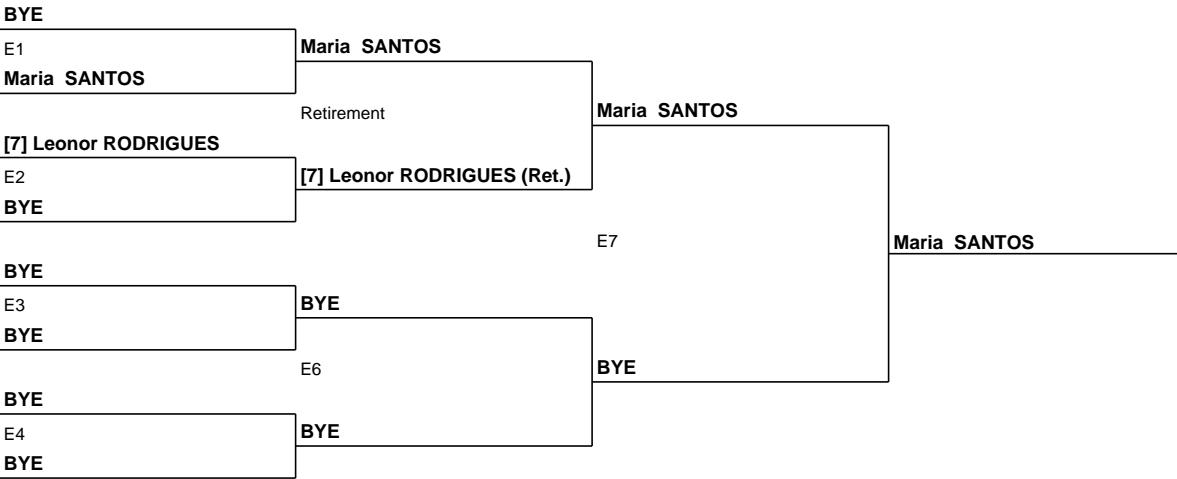 BYE
E1
Maria SANTOS
Maria SANTOS
Retirement
Maria SANTOS
[7] Leonor RODRIGUES
E2
[7] Leonor RODRIGUES (Ret.)
BYE
E7
Maria SANTOS
BYE
E3
BYE
BYE
E6
BYE
BYE
E4
BYE
BYE